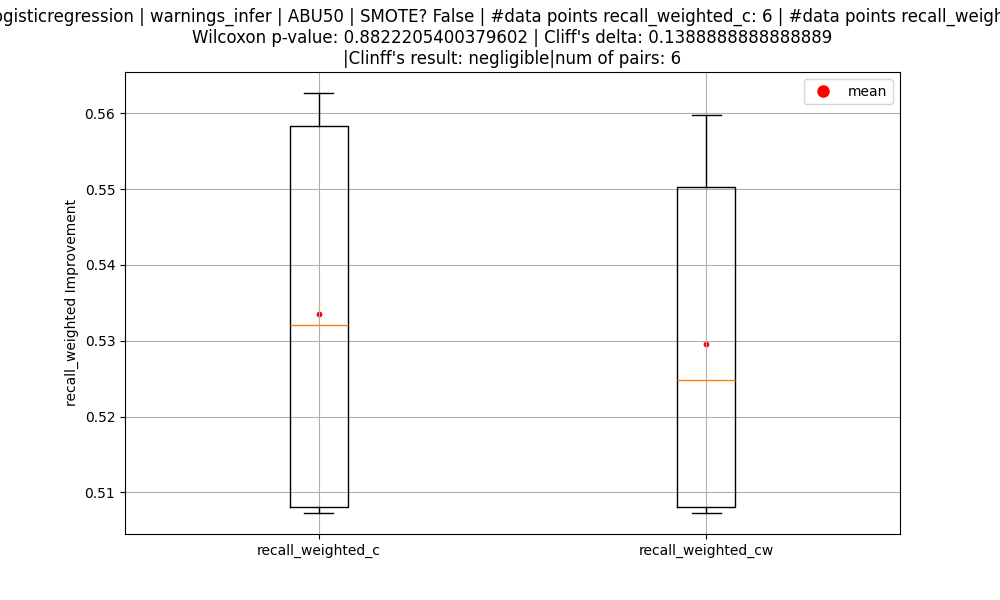 | warnings_infer | ABU50 | SMOTE? False | #data points recall_weighted_c: 6 | #data points
Wilcoxon p-value: 0.8822205400379602 | Cliff's delta: 0.1388888888888889
|Clinff's result: negligible|num of pairs: 6
mean
0.56
0.55
0.54
0.53
0.52
0.51
recall_weighted Improvement
recall_weighted_c
recall_weighted_cw